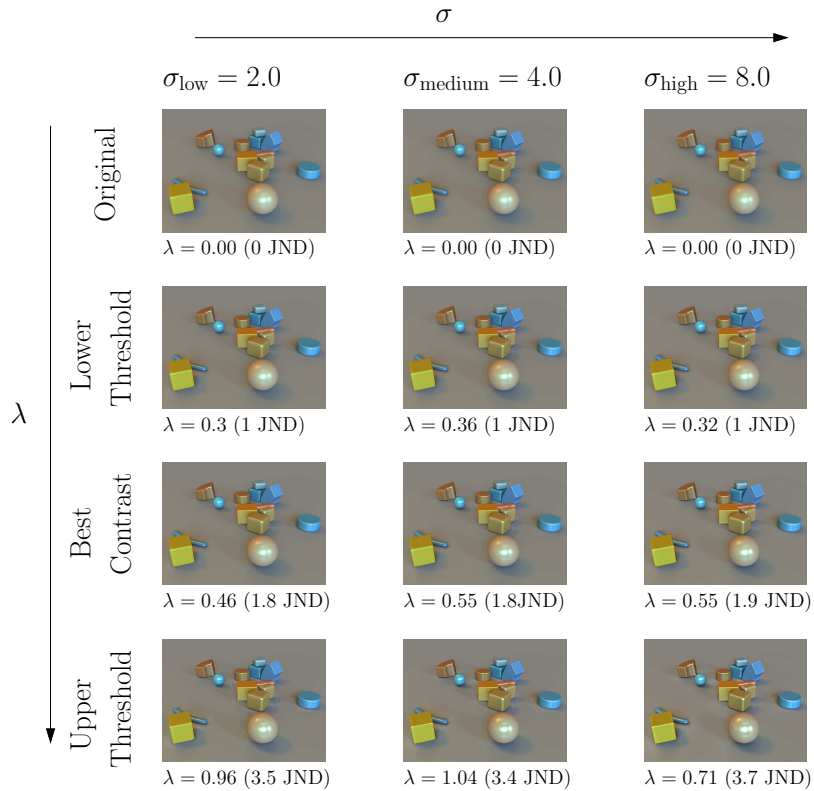 σ
σlow = 2.0 σmedium = 4.0 σhigh = 8.0
Original
λ = 0.00 (0 JND) λ = 0.00 (0 JND) λ = 0.00 (0 JND)
Lower
Threshold
λ = 0.3 (1 JND) λ = 0.36 (1 JND) λ = 0.32 (1 JND)
λ
Best
Contrast
λ = 0.46 (1.8 JND) λ = 0.55 (1.8JND) λ = 0.55 (1.9 JND)
Upper
Threshold
λ = 0.96 (3.5 JND) λ = 1.04 (3.4 JND) λ = 0.71 (3.7 JND)